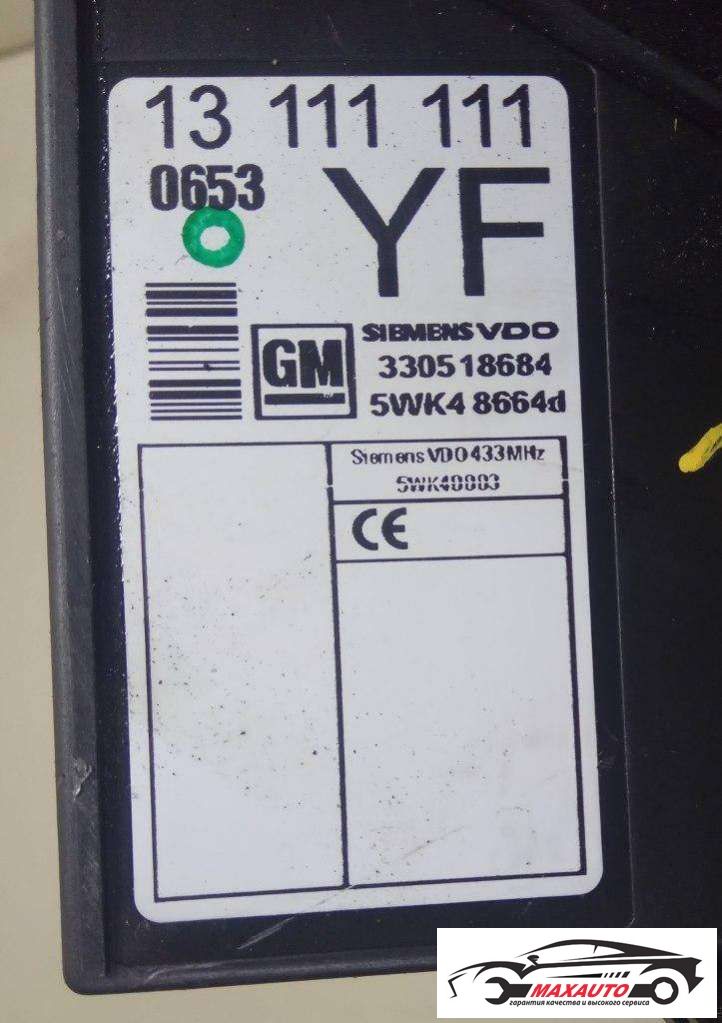 13 111 111
0653
YF
GM
SIEMENS VDO
330518684
5WK4 8664d
Siemens VDO 433MHz
CE
MAXAUTO
гарантия качества и высокого сервиса